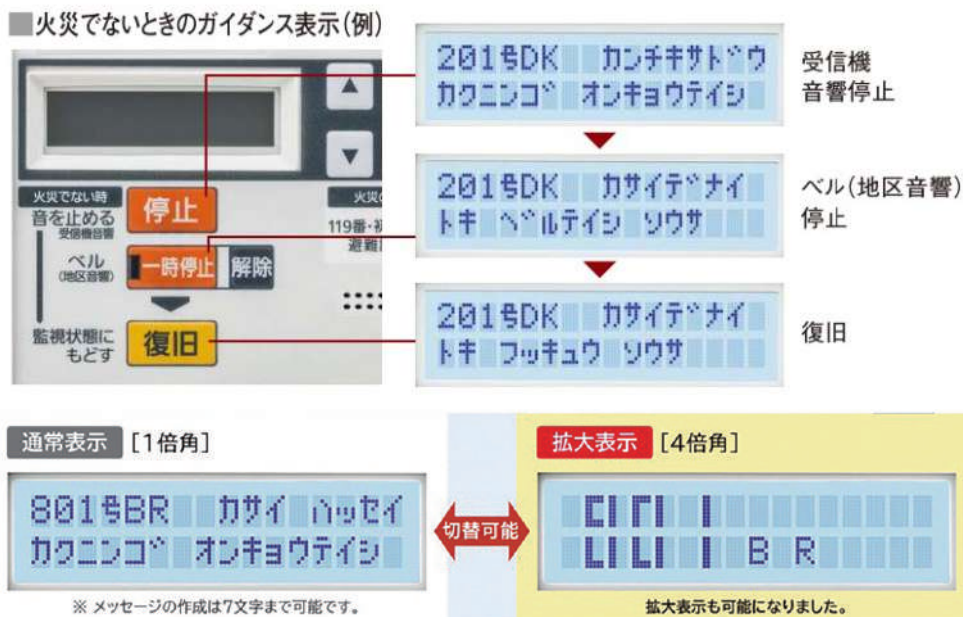 ■火災でないときのガイダンス表示(例)
201号DK カンチキサドウ
カクニンゴ オンキョウテイシ
受信機
音響停止
201号DK カサイデナイ
トキ ベルテイシ ソウサ
ベル(地区音響)
停止
201号DK カサイデナイ
トキ フッキュウ ソウサ
復旧
▲
▼
火災でない時
音を止める
受信機音響
停止
ベル
(地区音響)
一時停止
解除
監視状態に
もどす
復旧
火災の
119番・初
避難
通常表示 [1倍角]
801号BR カサイ ハッセイ
カクニンゴ オンキョウテイシ
※ メッセージの作成は7文字まで可能です。
切替可能
拡大表示 [4倍角]
801 BR
拡大表示も可能になりました。